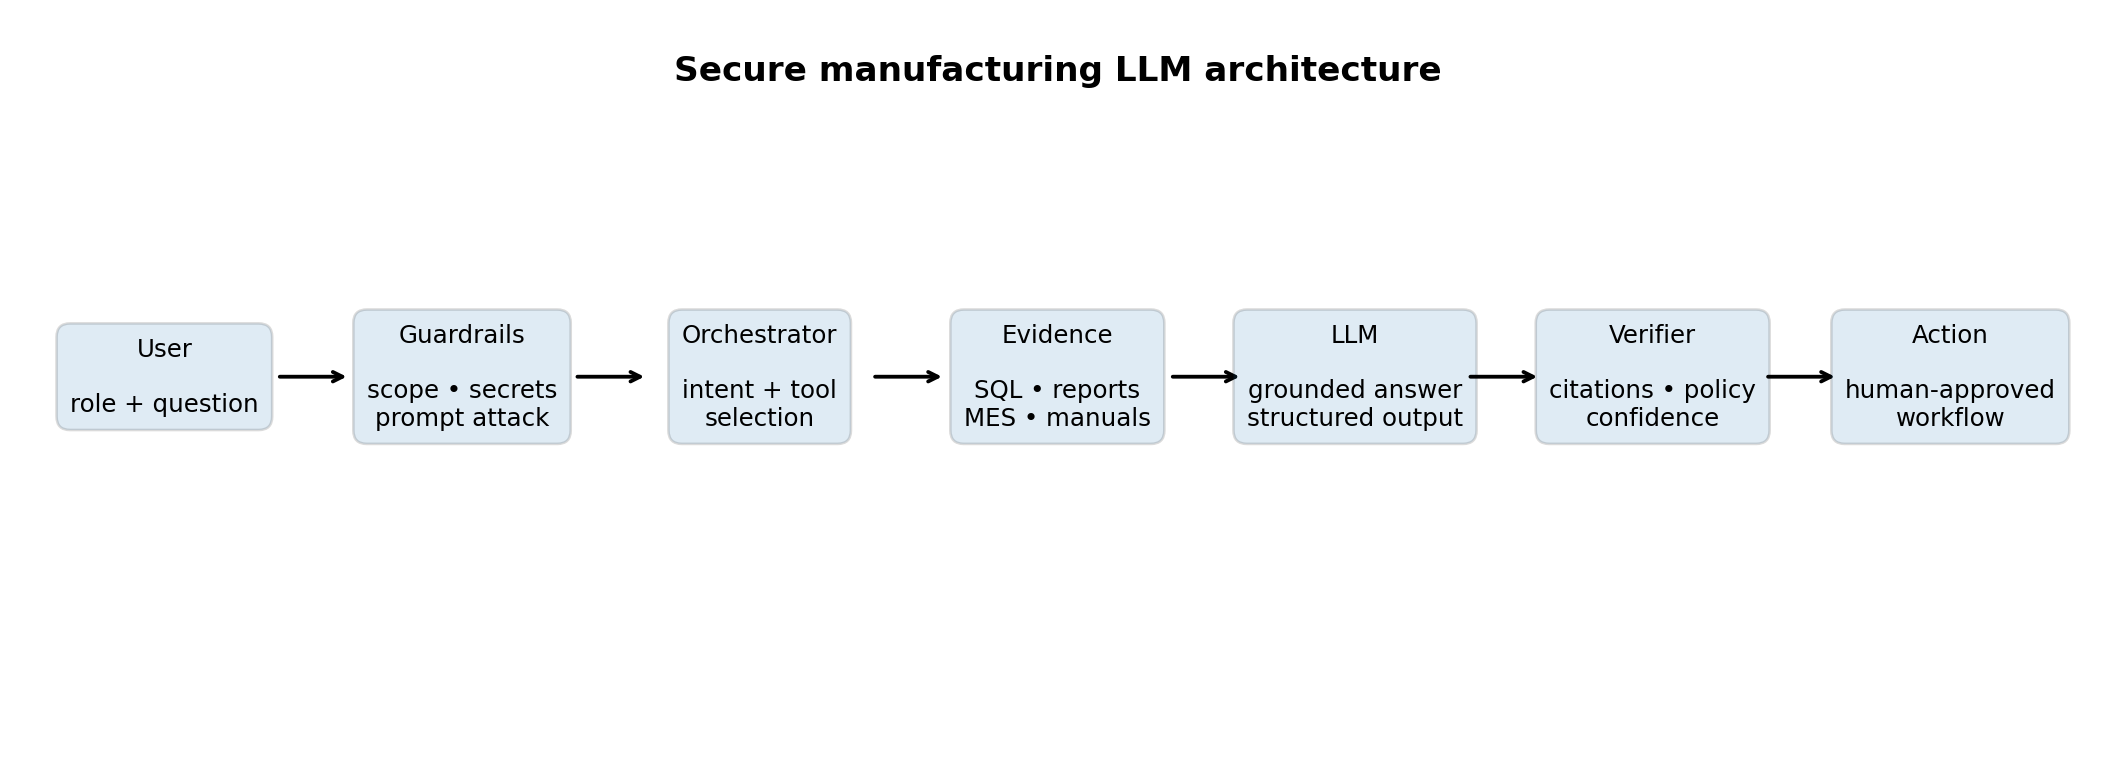 Secure manufacturing LLM architecture
User
role + question
Guardrails
scope • secrets
prompt attack
Orchestrator
intent + tool
selection
Evidence
SQL • reports
MES • manuals
LLM
grounded answer
structured output
Verifier
citations • policy
confidence
Action
human-approved
workflow